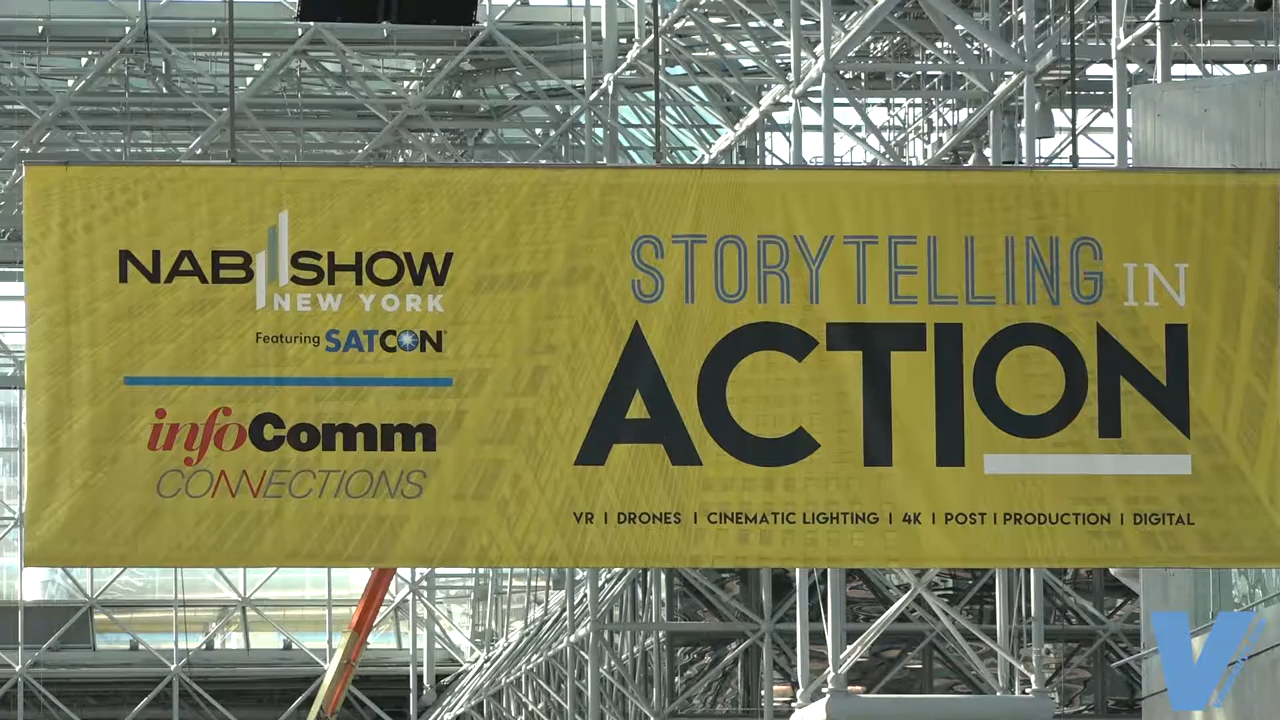 NAB SHOW
NEW YORK
Featuring SATCON
infoComm
CONNECTIONS
STORYTELLING IN
ACTION
VR | DRONES | CINEMATIC LIGHTING | 4K | POST | PRODUCTION | DIGITAL
V